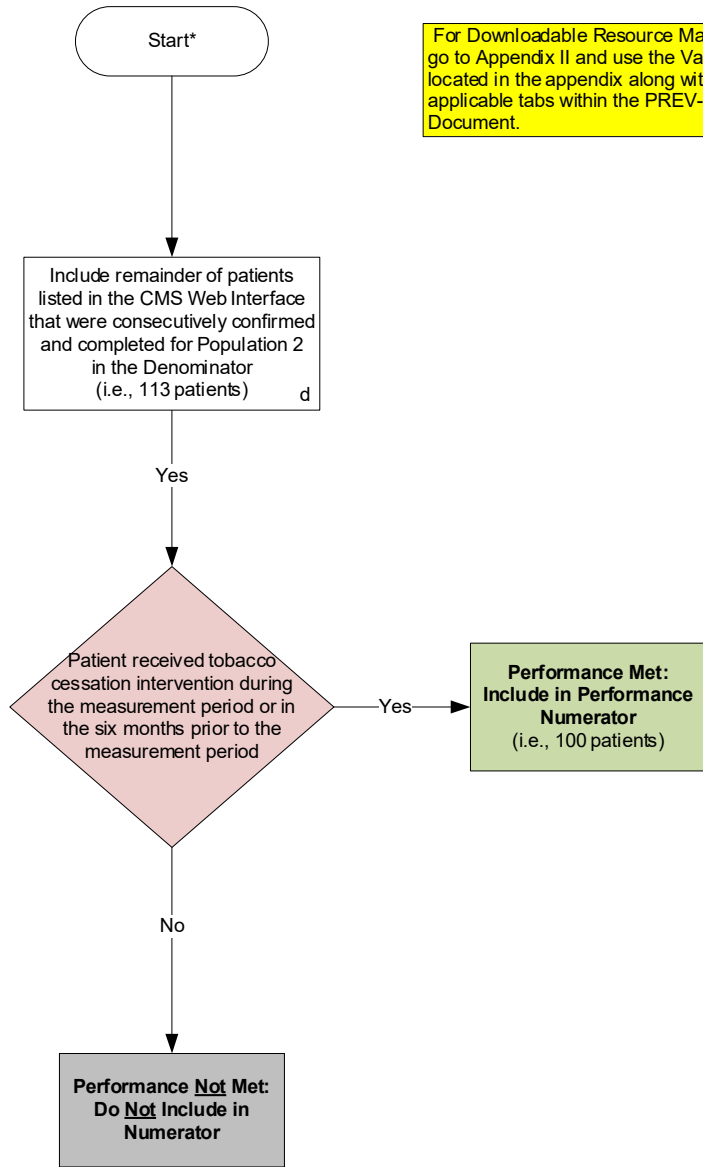 Start*
For Downloadable Resource
go to Appendix II and use the
located in the appendix along
applicable tabs within the PREV-
Document.
Include remainder of patients
listed in the CMS Web Interface
that were consecutively confirmed
and completed for Population 2
in the Denominator
(i.e., 113 patients)
d
Yes
Patient received tobacco
cessation intervention during
the measurement period or in
the six months prior to the
measurement period
Yes
Performance Met:
Include in Performance
Numerator
(i.e., 100 patients)
No
Performance Not Met:
Do Not Include in
Numerator